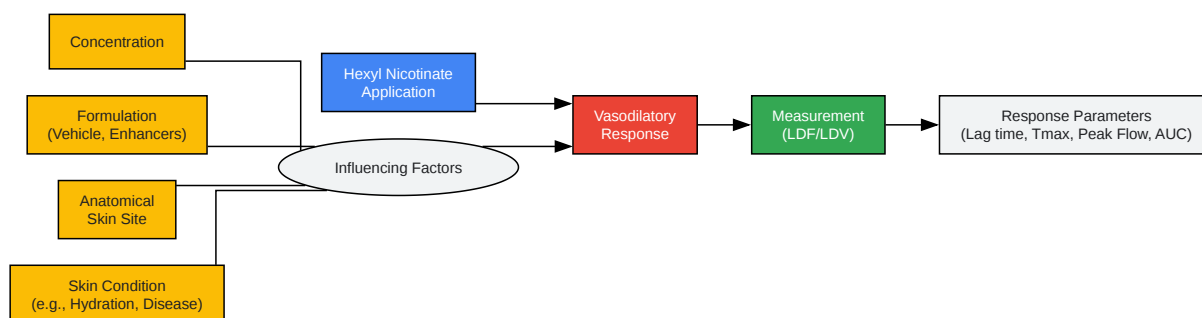 Concentration
Formulation
(Vehicle, Enhancers)
Anatomical
Skin Site
Skin Condition
(e.g., Hydration, Disease)
Hexyl Nicotinate
Application
Influencing Factors
Vasodilatory
Response
Measurement
(LDF/LDV)
Response Parameters
(Lag time, Tmax, Peak Flow, AUC)